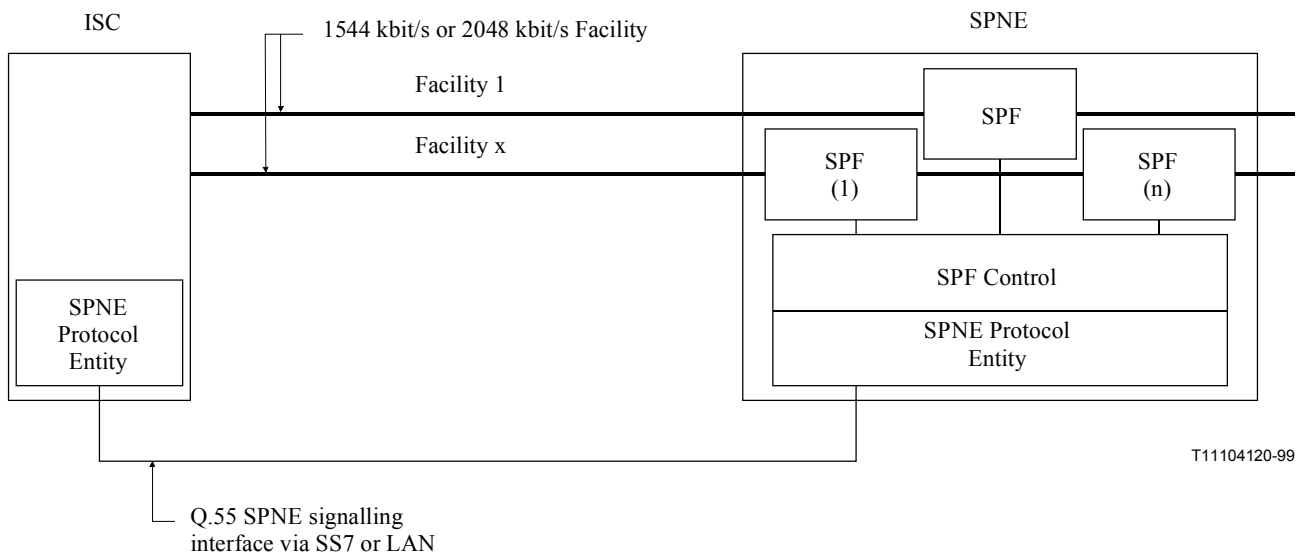 ISC
1544 kbit/s or 2048 kbit/s Facility
SPNE
Facility 1
SPF
Facility x
SPF
(1)
SPF
(n)
SPF Control
SPNE
Protocol
Entity
SPNE Protocol
Entity
T11104120-99
Q.55 SPNE signalling
interface via SS7 or LAN